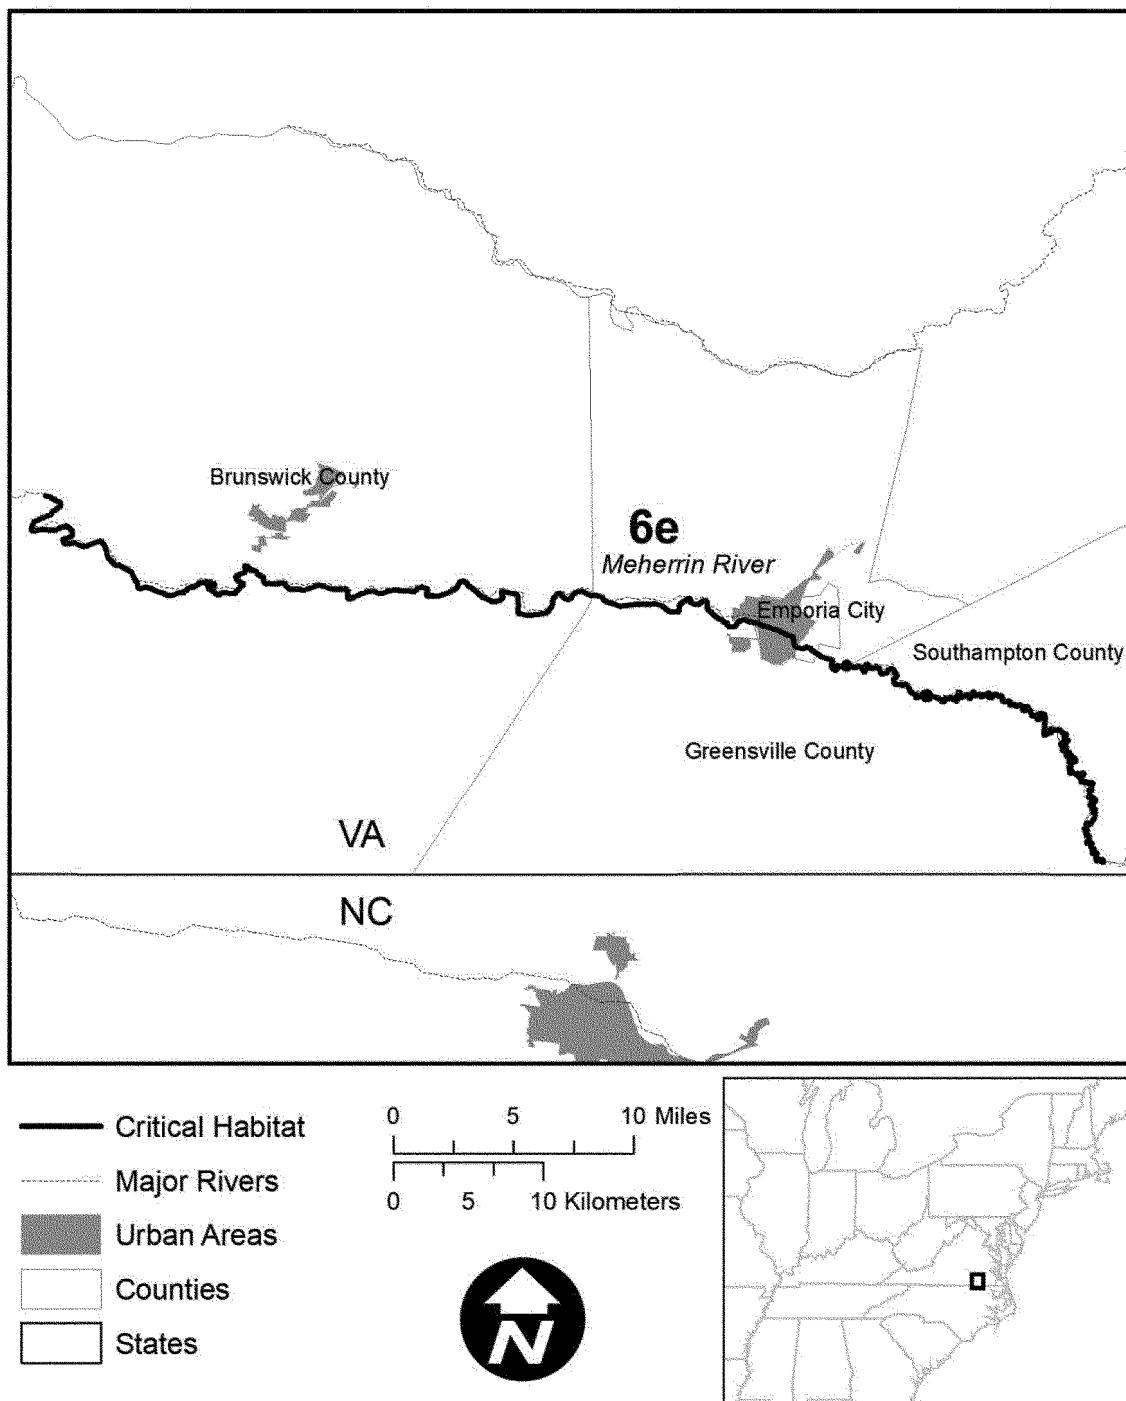 Brunswick County
6e
Meherrin River
Emporia City
Southampton County
Greensville County
VA
NC
Critical Habitat
Major Rivers
Urban Areas
Counties
States
0 5 10 Miles
0 5 10 Kilometers
N